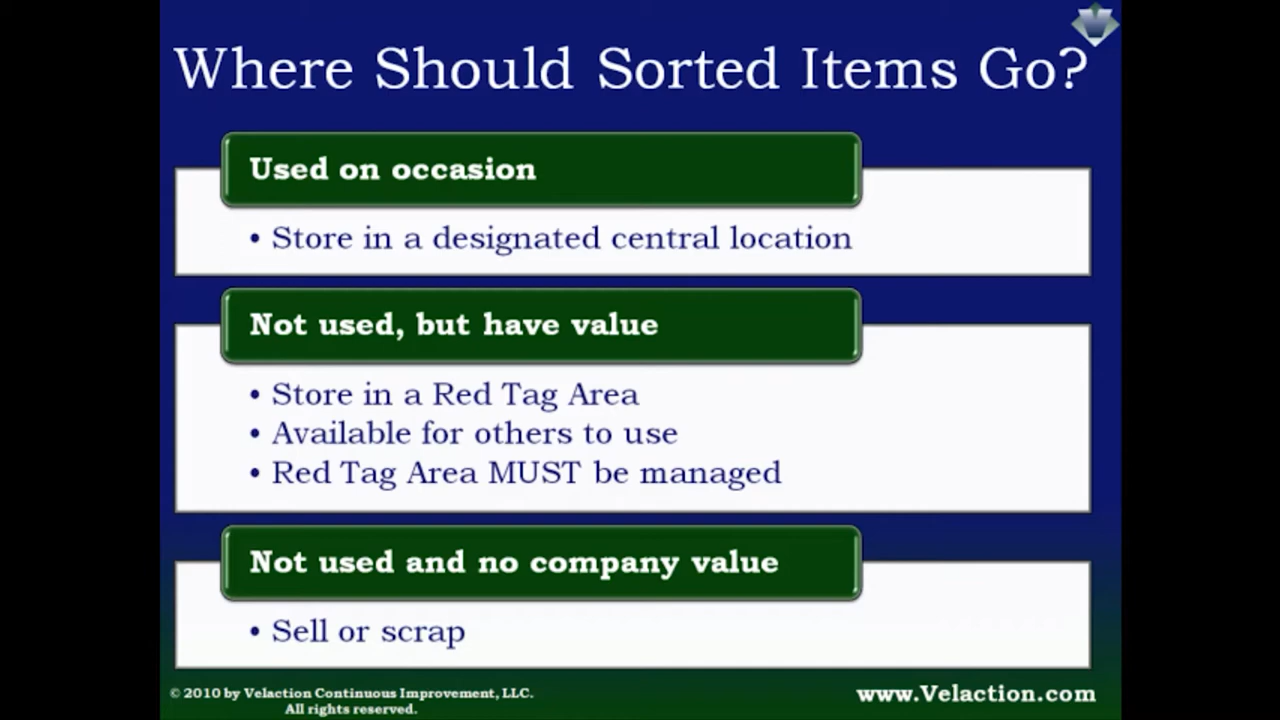 Where Should Sorted Items Go?
Used on occasion
• Store in a designated central location
Not used, but have value
• Store in a Red Tag Area
• Available for others to use
• Red Tag Area MUST be managed
Not used and no company value
• Sell or scrap
© 2010 by Velaction Continuous Improvement, LLC.
All rights reserved.
www.Velaction.com